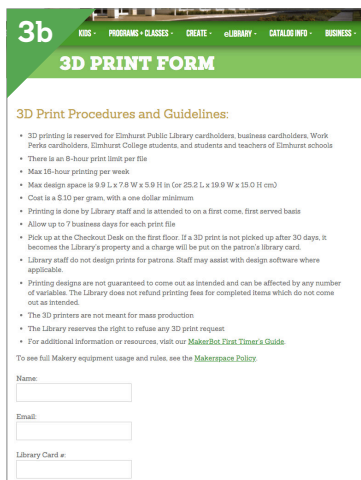 3b
KIDS - PROGRAMS + CLASSES - CREATE - eLIBRARY - CATALOG INFO - BUSINESS -
3D PRINT FORM
3D Print Procedures and Guidelines:
• 3D printing is reserved for Elmhurst Public Library cardholders, business cardholders, Work
Perks cardholders, Elmhurst College students, and students and teachers of Elmhurst schools
• There is an 8-hour print limit per file
• Max 16-hour printing per week
• Max design space is 9.9 L x 7.8 W x 5.9 H in (or 25.2 L x 19.9 W x 15.0 H cm)
• Cost is a $.10 per gram, with a one dollar minimum
• Printing is done by Library staff and is attended to on a first come, first served basis
• Allow up to 7 business days for each print file
• Pick up at the Checkout Desk on the first floor. If a 3D print is not picked up after 30 days, it
becomes the Library's property and a charge will be put on the patron's library card.
• Library staff do not design prints for patrons. Staff may assist with design software where
applicable.
• Printing designs are not guaranteed to come out as intended and can be affected by any number
of variables. The Library does not refund printing fees for completed items which do not come
out as intended.
• The 3D printers are not meant for mass production
• The Library reserves the right to refuse any 3D print request
• For additional information or resources, visit our MakerBot First Timer's Guide.
To see full Makery equipment usage and rules, see the Makerspace Policy.
Name:
Email:
Library Card #: